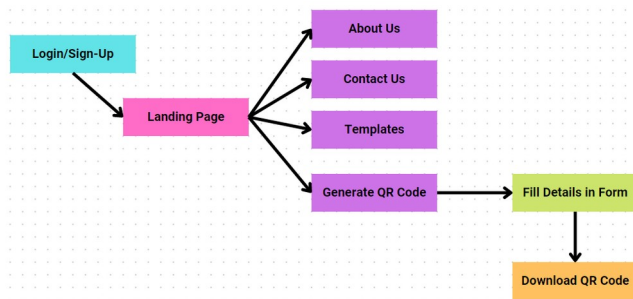 Login/Sign-Up
Landing Page
About Us
Contact Us
Templates
Generate QR Code
Fill Details in Form
Download QR Code